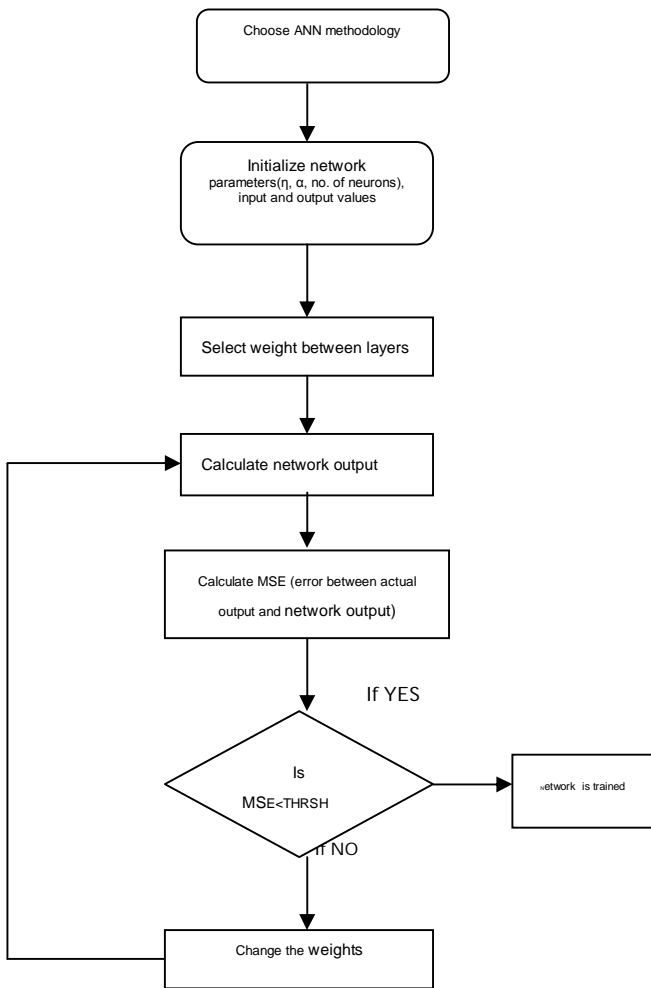 Choose ANN methodology
Initialize network
parameters(η, α, no. of neurons),
input and output values
Select weight between layers
Calculate network output
Calculate MSE (error between actual
output and network output)
If YES
Is
MSE<THRSH
Network is trained
If NO
Change the weights